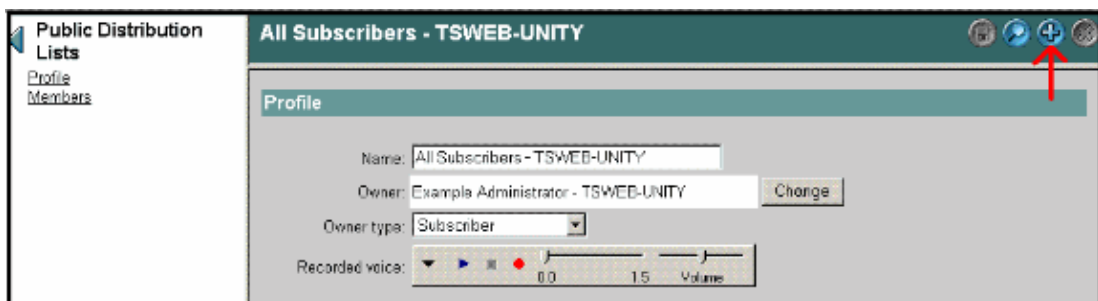 Public Distribution
Lists
Profile
Members
All Subscribers - TSWEB-UNITY
Profile
Name: All Subscribers - TSWEB-UNITY
Owner: Example Administrator - TSWEB-UNITY Change
Owner type: Subscriber
Recorded voice: 0.0 1.5 Volume